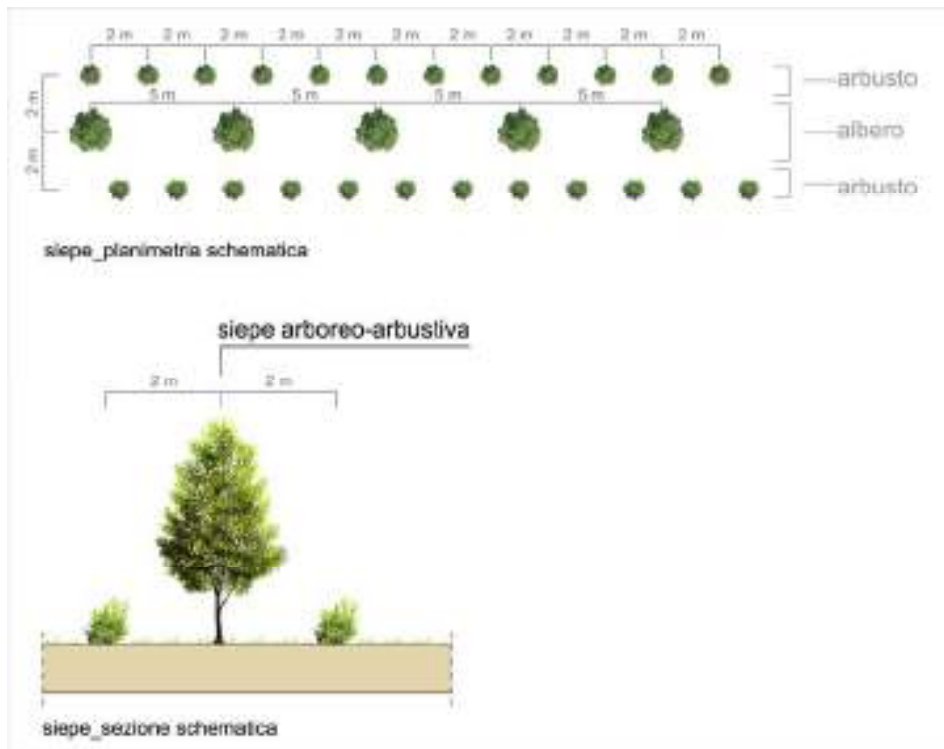 2 m 2 m 2 m 2 m 2 m 2 m 2 m 2 m 2 m 2 m 2 m
arbusto
5 m 5 m 5 m 5 m
2 m
albero
2 m
arbusto
siepe_planimetria schematica
siepe arboreo-arbustiva
2 m 2 m
siepe_sezione schematica